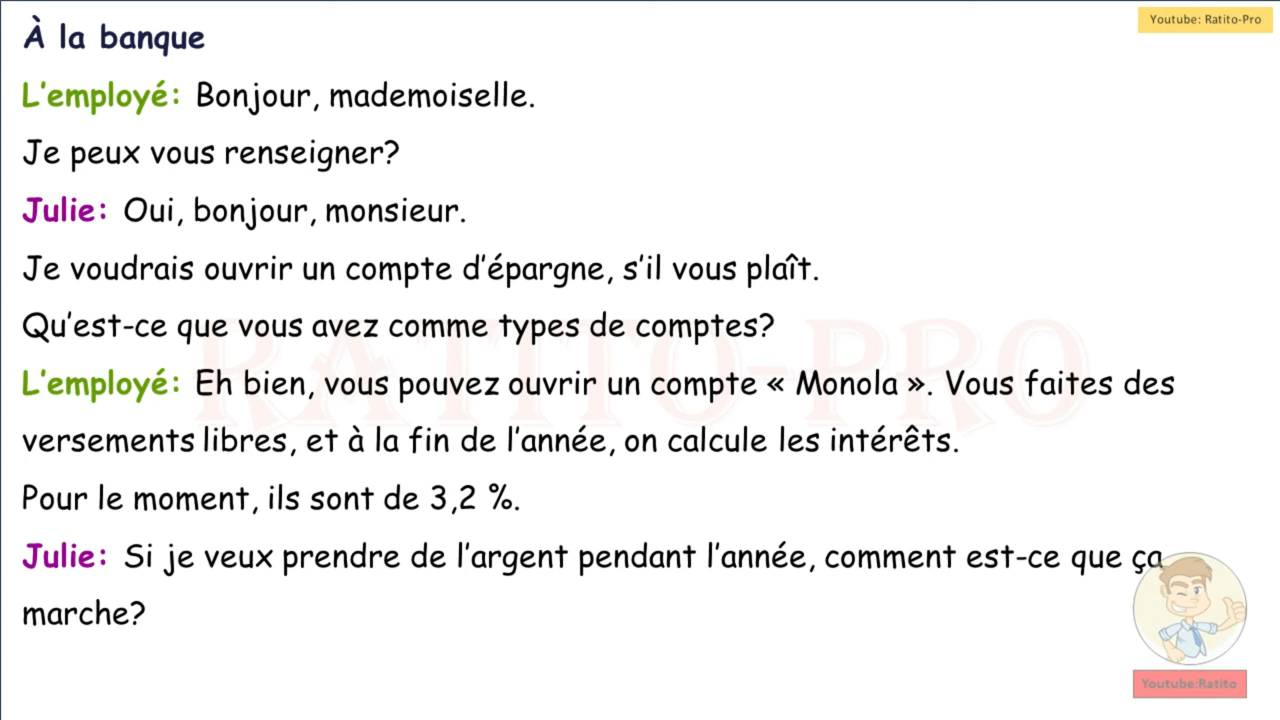 À la banque
Youtube: Ratito-Pro
L'employé: Bonjour, mademoiselle.
Je peux vous renseigner?
Julie: Oui, bonjour, monsieur.
Je voudrais ouvrir un compte d'épargne, s'il vous plaît.
Qu'est-ce que vous avez comme types de comptes?
RATITO-PRO
L'employé: Eh bien, vous pouvez ouvrir un compte « Monola ». Vous faites des
versements libres, et à la fin de l'année, on calcule les intérêts.
Pour le moment, ils sont de 3,2 %.
Julie: Si je veux prendre de l'argent pendant l'année, comment est-ce que ça
marche?
Youtube:Ratito